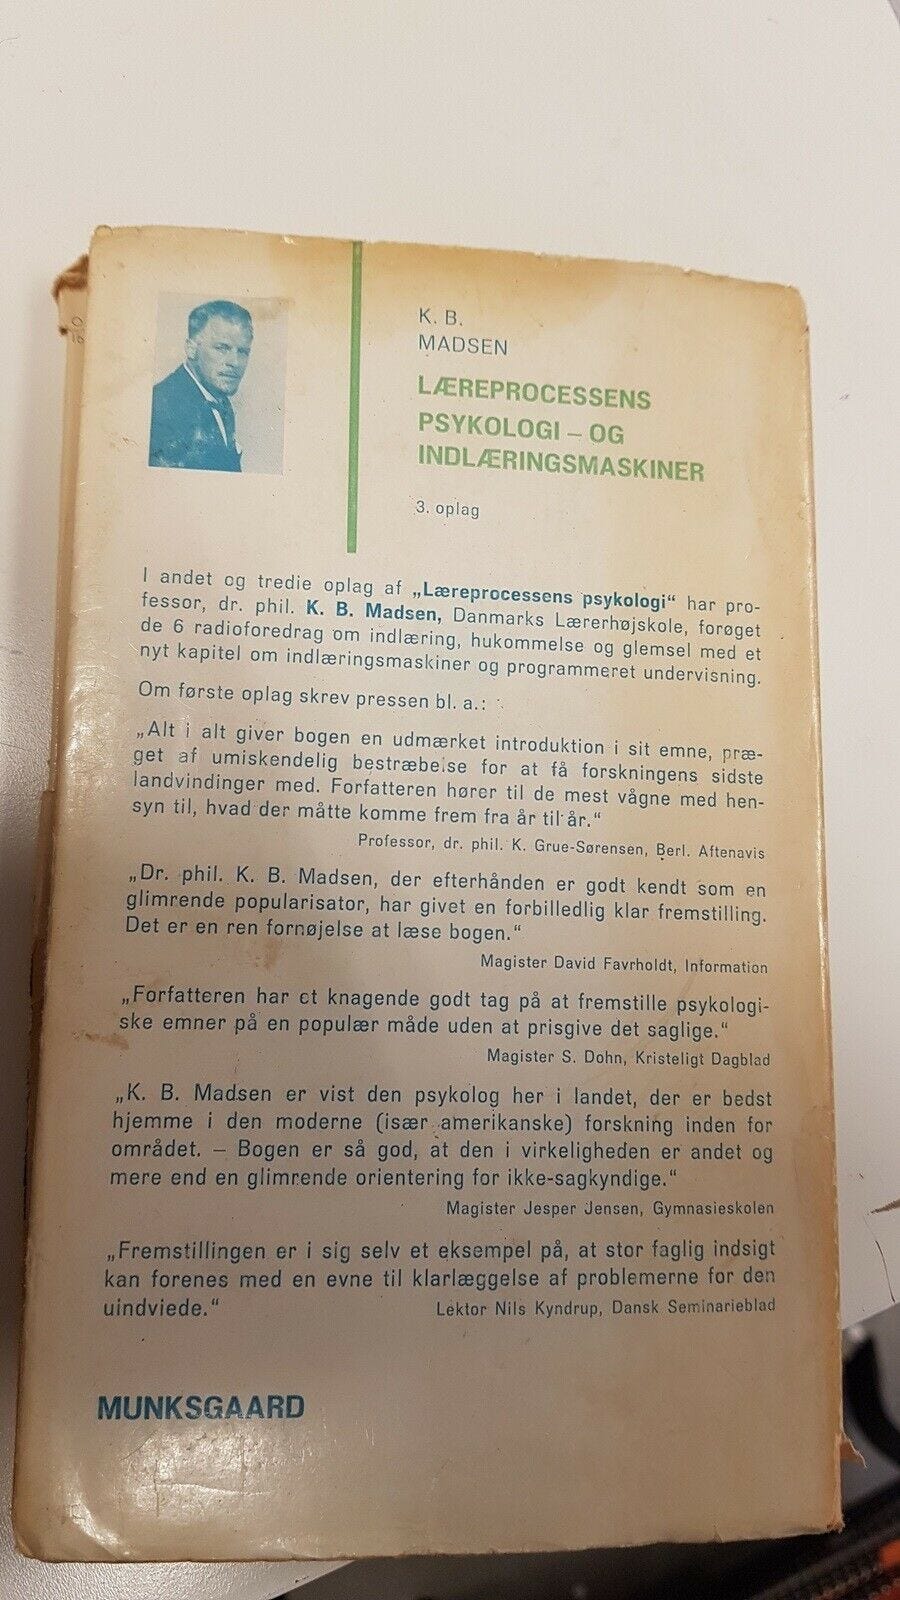 K. B.
MADSEN
LÆREPROCESSENS
PSYKOLOGI – OG
INDLÆRINGSMASKINER
3. oplag
I andet og tredie oplag af „Læreprocessens psykologi“ har pro-
fessor, dr. phil. K. B. Madsen, Danmarks Lærerhøjskole, forøget
de 6 radioforedrag om indlæring, hukommelse og glemsel med et
nyt kapitel om indlæringsmaskiner og programmeret undervisning.
Om første oplag skrev pressen bl. a.:
„Alt i alt giver bogen en udmærket introduktion i sit emne, præ-
get af umiskendelig bestræbelse for at få forskningens sidste
landvindinger med. Forfatteren hører til de mest vågne med hen-
syn til, hvad der måtte komme frem fra år til år.“
Professor, dr. phil. K. Grue-Sørensen, Berl. Aftenavis
„Dr. phil. K. B. Madsen, der efterhånden er godt kendt som en
glimrende popularisator, har givet en forbilledlig klar fremstilling.
Det er en ren fornøjelse at læse bogen.“
Magister David Favrholdt, Information
„Forfatteren har et knagende godt tag på at fremstille psykologi-
ske emner på en populær måde uden at prisgive det saglige.“
Magister S. Dohn, Kristeligt Dagblad
„K. B. Madsen er vist den psykolog her i landet, der er bedst
hjemme i den moderne (især amerikanske) forskning inden for
området. – Bogen er så god, at den i virkeligheden er andet og
mere end en glimrende orientering for ikke-sagkyndige.“
Magister Jesper Jensen, Gymnasieskolen
„Fremstillingen er i sig selv et eksempel på, at stor faglig indsigt
kan forenes med en evne til klarlæggelse af problemerne for den
uindviede.“ Lektor Nils Kyndrup, Dansk Seminarieblad
MUNKSGAARD